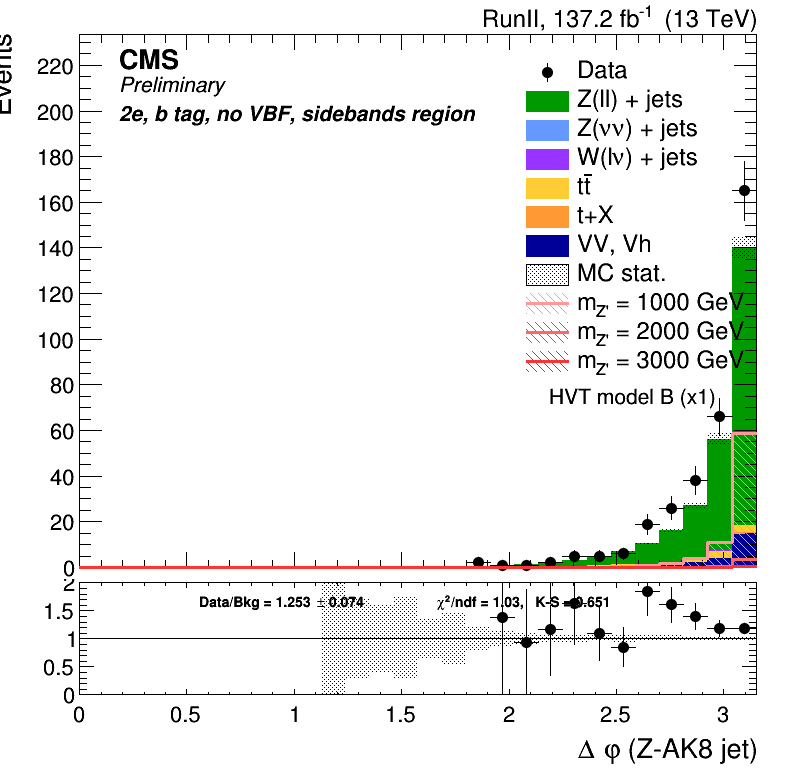 RunII, 137.2 fb⁻¹ (13 TeV)
Events
CMS
Preliminary
2e, b tag, no VBF, sidebands region
Data
Z(ll) + jets
Z(νν) + jets
W(lν) + jets
tt̄
t+X
VV, Vh
MC stat.
m_Z' = 1000 GeV
m_Z' = 2000 GeV
m_Z' = 3000 GeV
HVT model B (x1)
220
200
180
160
140
120
100
80
60
40
20
0
Data/Bkg = 1.253 ± 0.074 χ²/ndf = 1.03, K-S = 0.651
2
1.5
1
0.5
0
0 0.5 1 1.5 2 2.5 3
Δ φ (Z-AK8 jet)